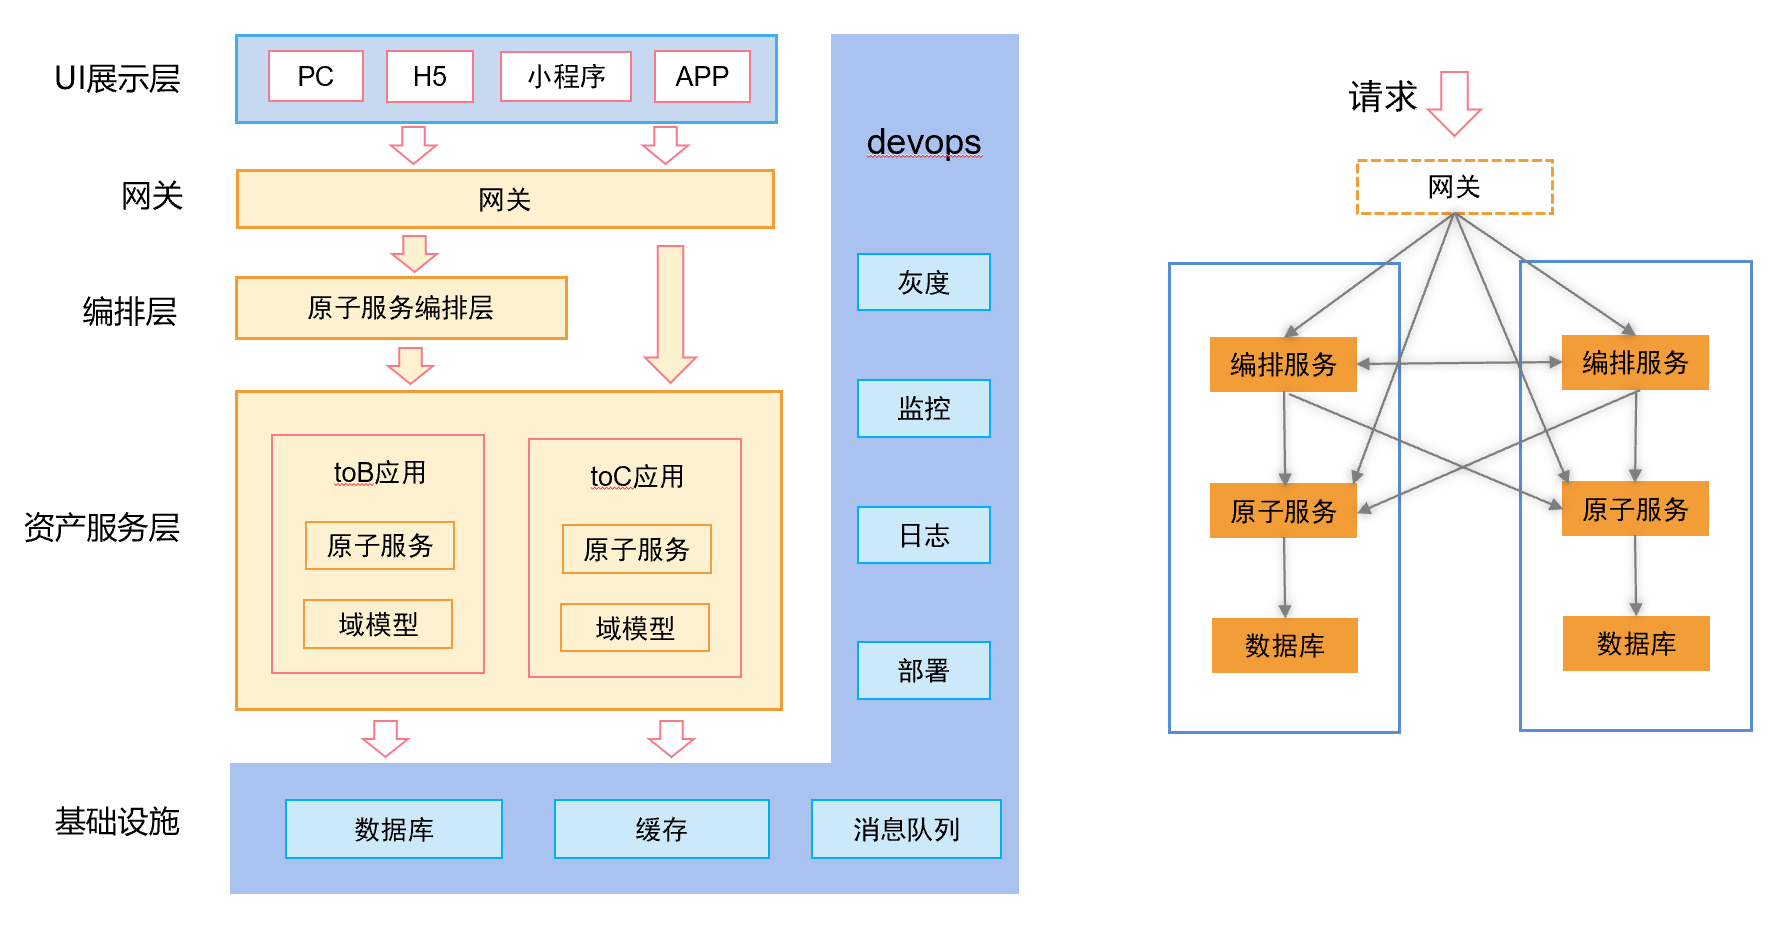 UI展示层
PC
H5
小程序
APP
网关
网关
编排层
原子服务编排层
资产服务层
toB应用
原子服务
域模型
toC应用
原子服务
域模型
基础设施
数据库
缓存
消息队列
devops
灰度
监控
日志
部署
请求
网关
编排服务
编排服务
原子服务
原子服务
数据库
数据库